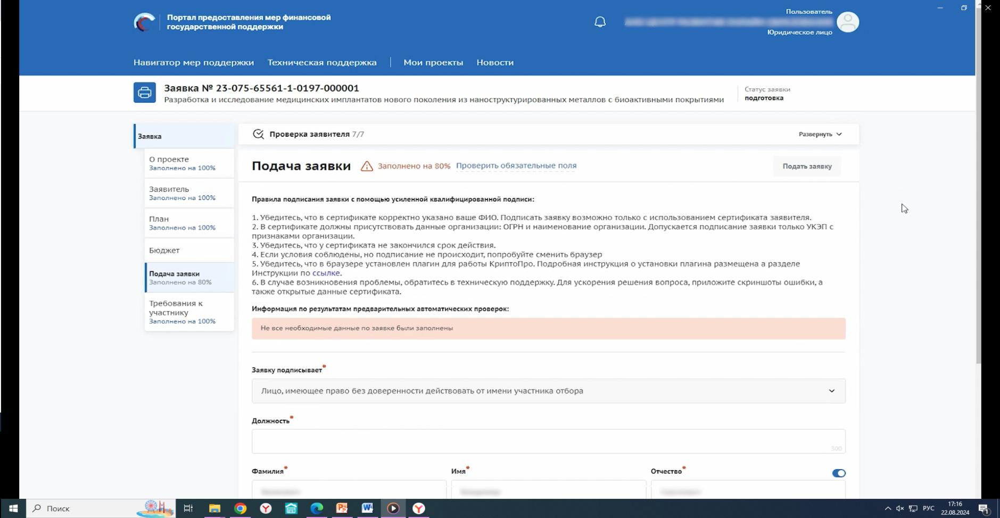 Портал предоставления мер финансовой
государственной поддержки
Пользователь
Юридическое лицо
Навигатор мер поддержки
Техническая поддержка
Мои проекты
Новости
Заявка № 23-075-65561-1-0197-000001
Разработка и исследование медицинских имплантатов нового поколения из наноструктурированных металлов с биоактивными покрытиями
Статус заявки
подготовка
Заявка
О проекте
Заполнено на 100%
Заявитель
Заполнено на 100%
План
Заполнено на 100%
Бюджет
Подача заявки
Заполнено на 80%
Требования к
участнику
Заполнено на 100%
Проверка заявителя 7/7
Развернуть
Подача заявки
Заполнено на 80%
Проверить обязательные поля
Подать заявку
Правила подписания заявки с помощью усиленной квалифицированной подписи:
1. Убедитесь, что в сертификате корректно указано ваше ФИО. Подписать заявку возможно только с использованием сертификата заявителя.
2. В сертификате должны присутствовать данные организации: ОГРН и наименование организации. Допускается подписание заявки только УКЭП с
признаками организации.
3. Убедитесь, что у сертификата не закончился срок действия.
4. Если условия соблюдены, но подписание не происходит, попробуйте сменить браузер
5. Убедитесь, что в браузере установлен плагин для работы КриптоПро. Подробная инструкция о установки плагина размещена а разделе
Инструкции по ссылке.
6. В случае возникновения проблемы, обратитесь в техническую поддержку. Для ускорения решения вопроса, приложите скриншоты ошибки, а
также открытые данные сертификата.
Информация по результатам предварительных автоматических проверок:
Не все необходимые данные по заявке были заполнены
Заявку подписывает*
Лицо, имеющее право без доверенности действовать от имени участника отбора
Должность*
300
Фамилия*
Имя*
Отчество*
Поиск
РУС
17:16
22.08.2024
1